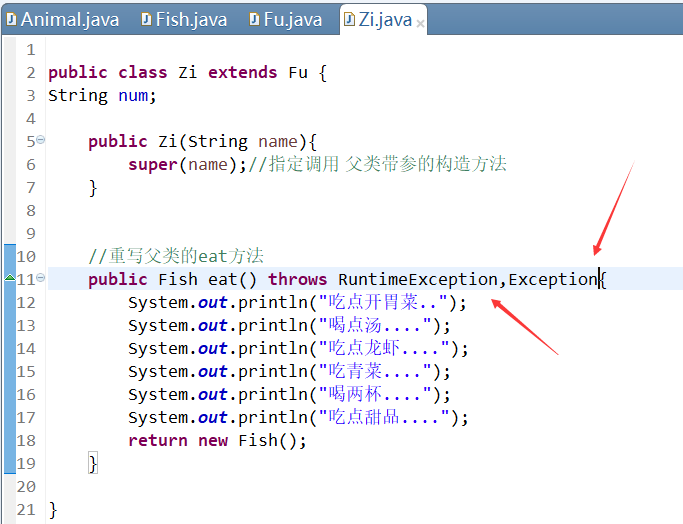 Animal.java Fish.java Fu.java Zi.java
1
2 public class Zi extends Fu {
3 String num;
4
5 public Zi(String name){
6 super(name);//指定调用 父类带参的构造方法
7 }
8
9
10 //重写父类的eat方法
11 public Fish eat() throws RuntimeException,Exception{
12 System.out.println("吃点开胃菜..");
13 System.out.println("喝点汤....");
14 System.out.println("吃点龙虾....");
15 System.out.println("吃青菜....");
16 System.out.println("喝两杯....");
17 System.out.println("吃点甜品....");
18 return new Fish();
19 }
20
21 }